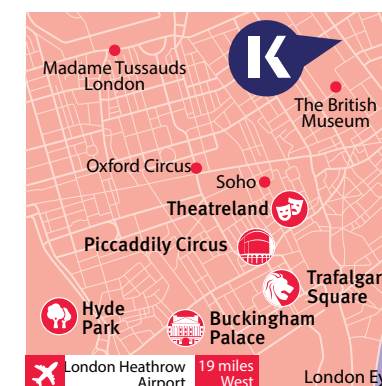 K
Madame Tussauds
London
The British
Museum
Oxford Circus
Soho
Theatreland
Piccadilly Circus
Trafalgar
Square
Hyde
Park
Buckingham
Palace
London Heathrow
Airport
19 miles
West
London Ey